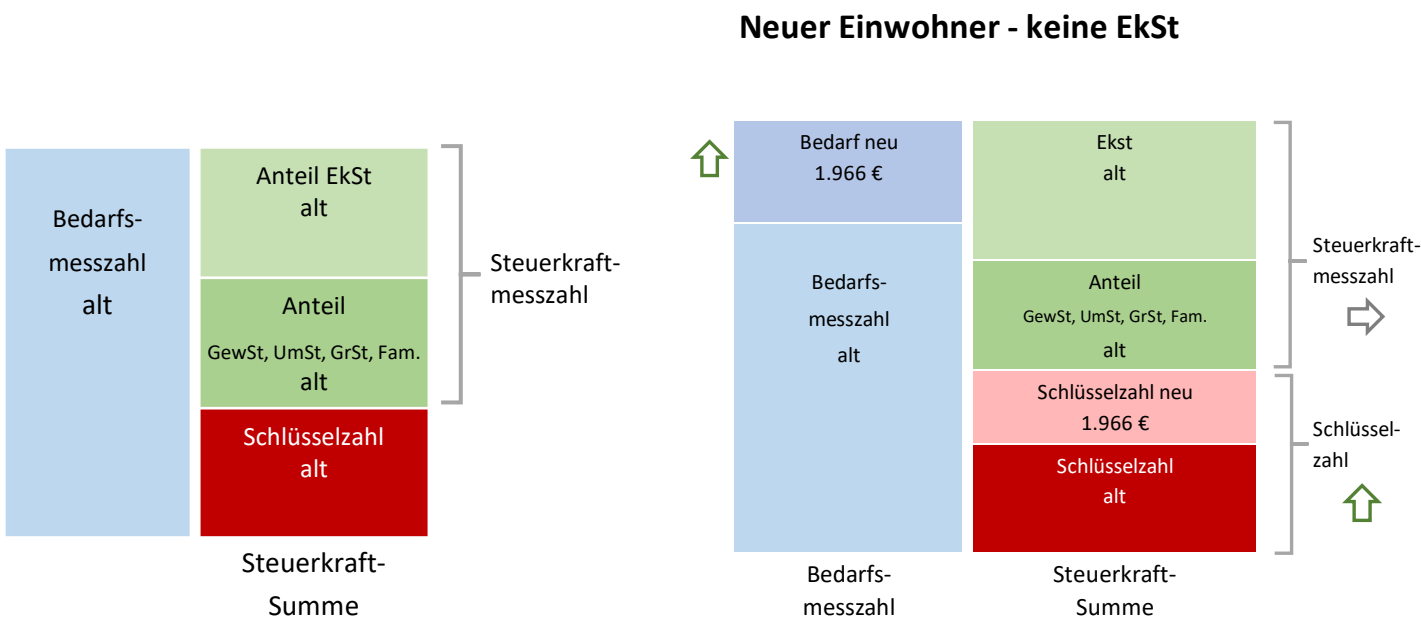 Neuer Einwohner - keine EkSt
Bedarfs-
messzahl
alt
Anteil EkSt
alt
Anteil
GewSt, UmSt, GrSt, Fam.
alt
Schlüsselzahl
alt
Steuerkraft-
messzahl
Steuerkraft-
Summe
Bedarf neu
1.966 €
Bedarfs-
messzahl
alt
Ekst
alt
Anteil
GewSt, UmSt, GrSt, Fam.
alt
Schlüsselzahl neu
1.966 €
Schlüsselzahl
alt
Steuerkraft-
messzahl
Schlüssel-
zahl
Bedarfs-
messzahl
Steuerkraft-
Summe